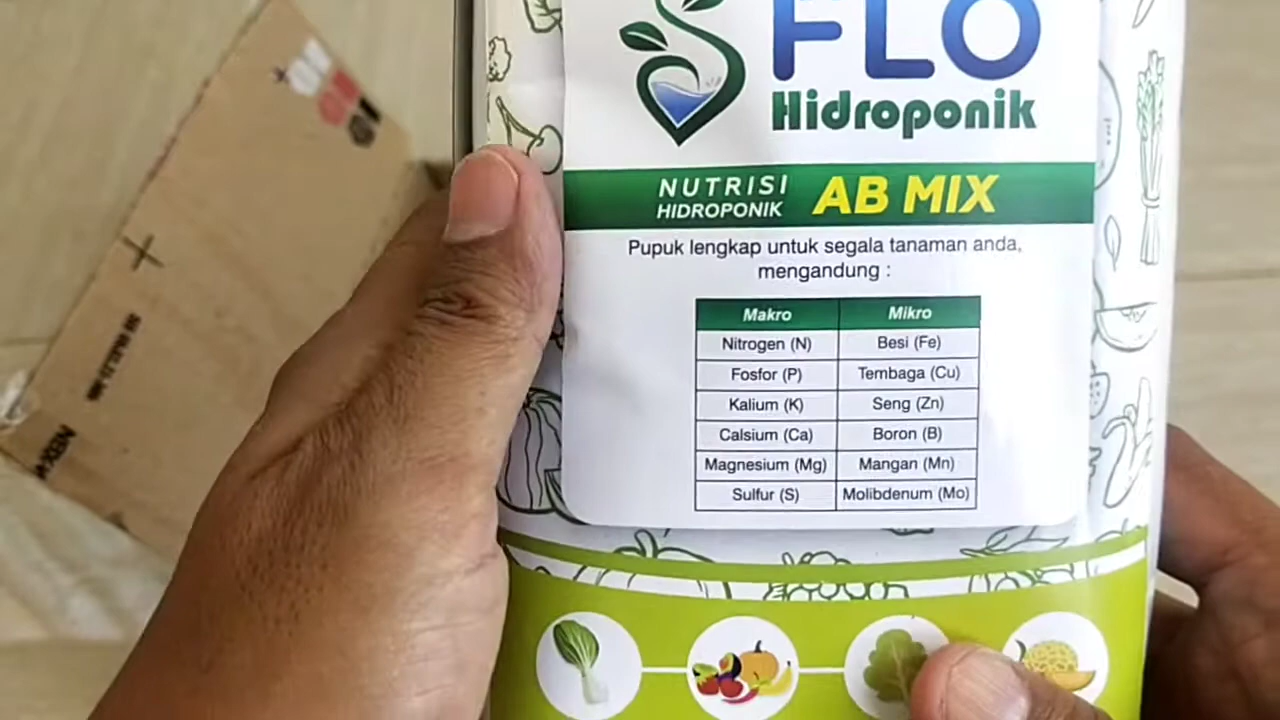 FLO
Hidroponik
NUTRISI
HIDROPONIK
AB MIX
Pupuk lengkap untuk segala tanaman anda,
mengandung :
Makro Mikro
Nitrogen (N) Besi (Fe)
Fosfor (P) Tembaga (Cu)
Kalium (K) Seng (Zn)
Calsium (Ca) Boron (B)
Magnesium (Mg) Mangan (Mn)
Sulfur (S) Molibdenum (Mo)